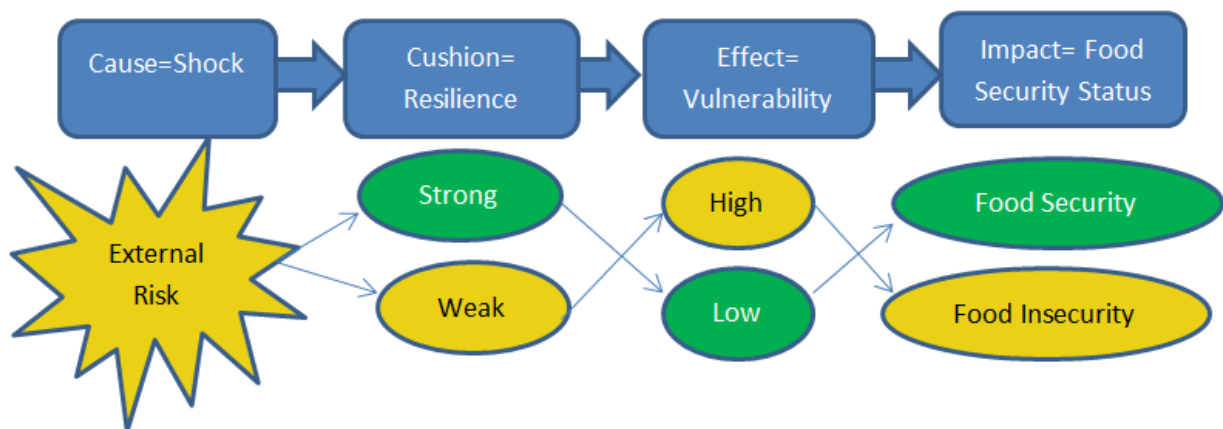 Cause=Shock
Cushion=
Resilience
Effect=
Vulnerability
Impact= Food
Security Status
External
Risk
Strong
Weak
High
Low
Food Security
Food Insecurity